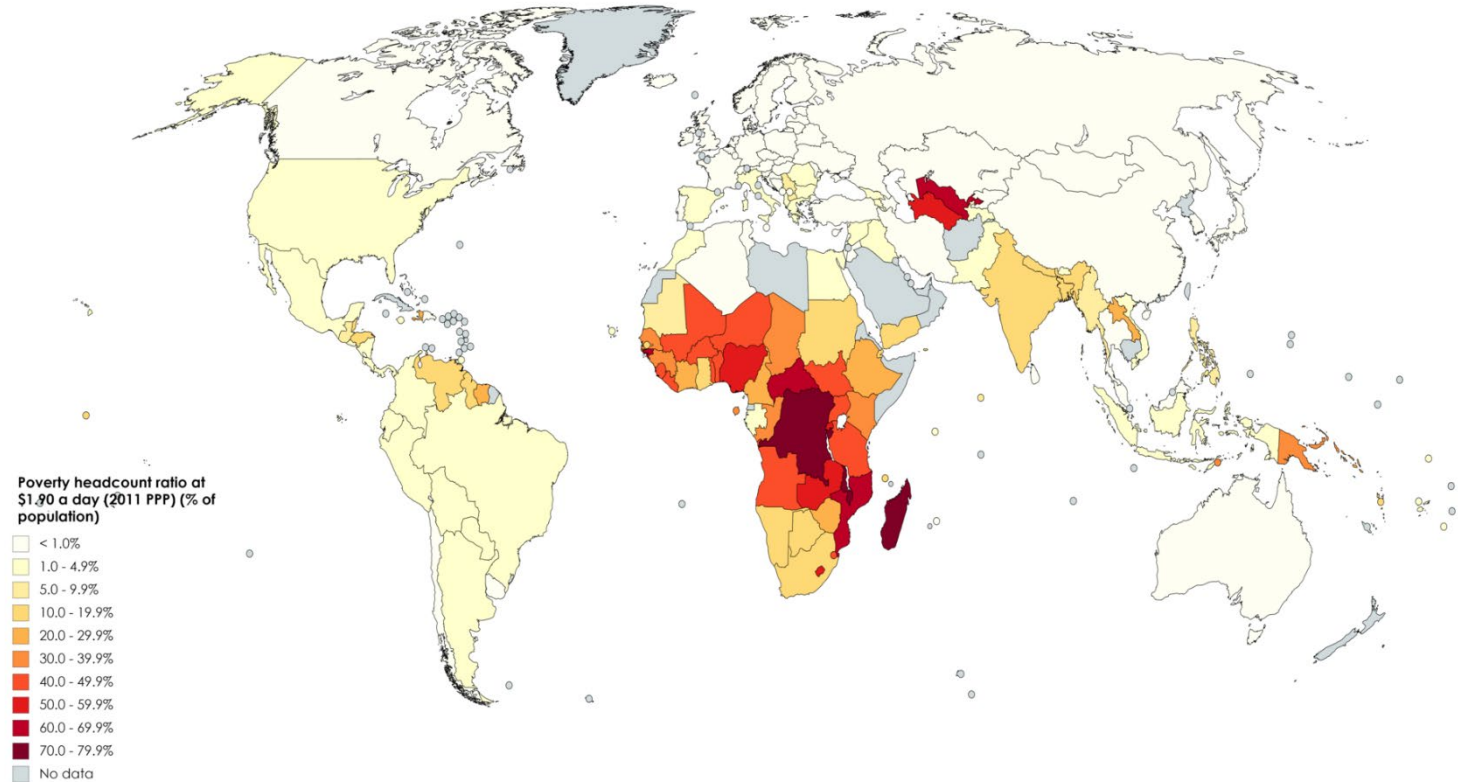 Poverty headcount ratio at
$1.90 a day (2011 PPP) (% of
population)
< 1.0%
1.0 - 4.9%
5.0 - 9.9%
10.0 - 19.9%
20.0 - 29.9%
30.0 - 39.9%
40.0 - 49.9%
50.0 - 59.9%
60.0 - 69.9%
70.0 - 79.9%
No data